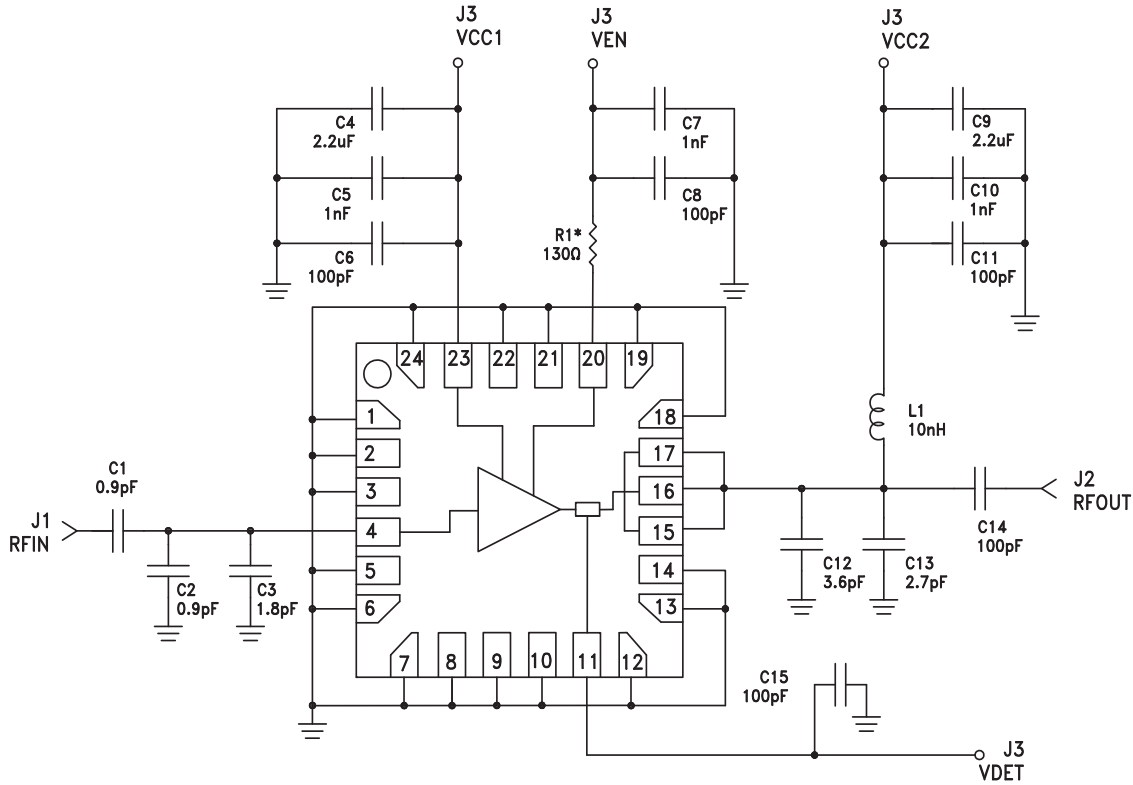 J3
VCC1
J3
VEN
J3
VCC2
C4
2.2uF
C5
1nF
C6
100pF
C7
1nF
C8
100pF
R1*
130Ω
C9
2.2uF
C10
1nF
C11
100pF
24
23
22
21
20
19
1
2
3
4
5
6
18
17
16
15
14
13
7
8
9
10
11
12
L1
10nH
C1
0.9pF
J1
RFIN
C2
0.9pF
C3
1.8pF
J2
RFOUT
C14
100pF
C12
3.6pF
C13
2.7pF
C15
100pF
J3
VDET